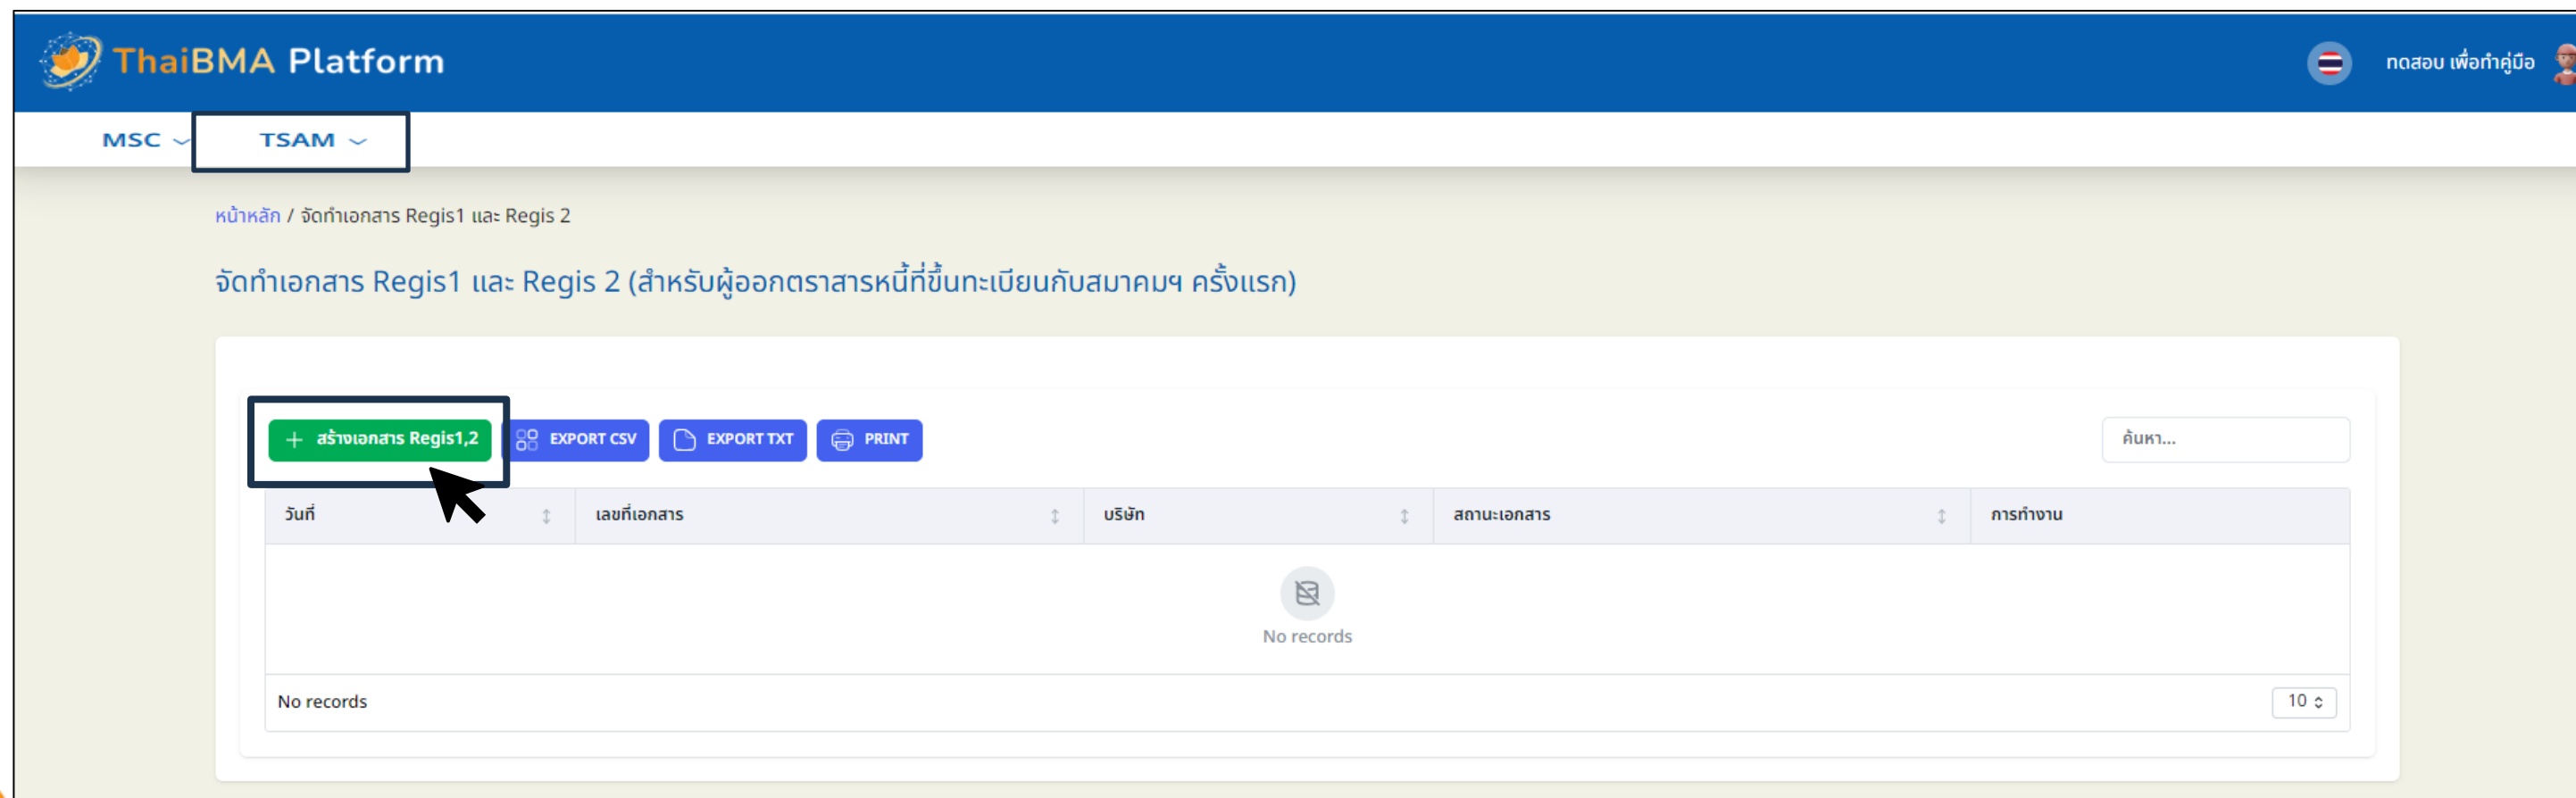 ThaiBMA Platform
ทดสอบ เพื่อทำคู่มือ
MSC TSAM
หน้าหลัก / จัดทำเอกสาร Regis1 และ Regis 2
จัดทำเอกสาร Regis1 และ Regis 2 (สำหรับผู้ออกตราสารหนี้ที่ขึ้นทะเบียนกับสมาคมฯ ครั้งแรก)
+ สร้างเอกสาร Regis1,2 EXPORT CSV EXPORT TXT PRINT ค้นหา...
วันที่ เลขที่เอกสาร บริษัท สถานะเอกสาร การทำงาน
No records
No records 10